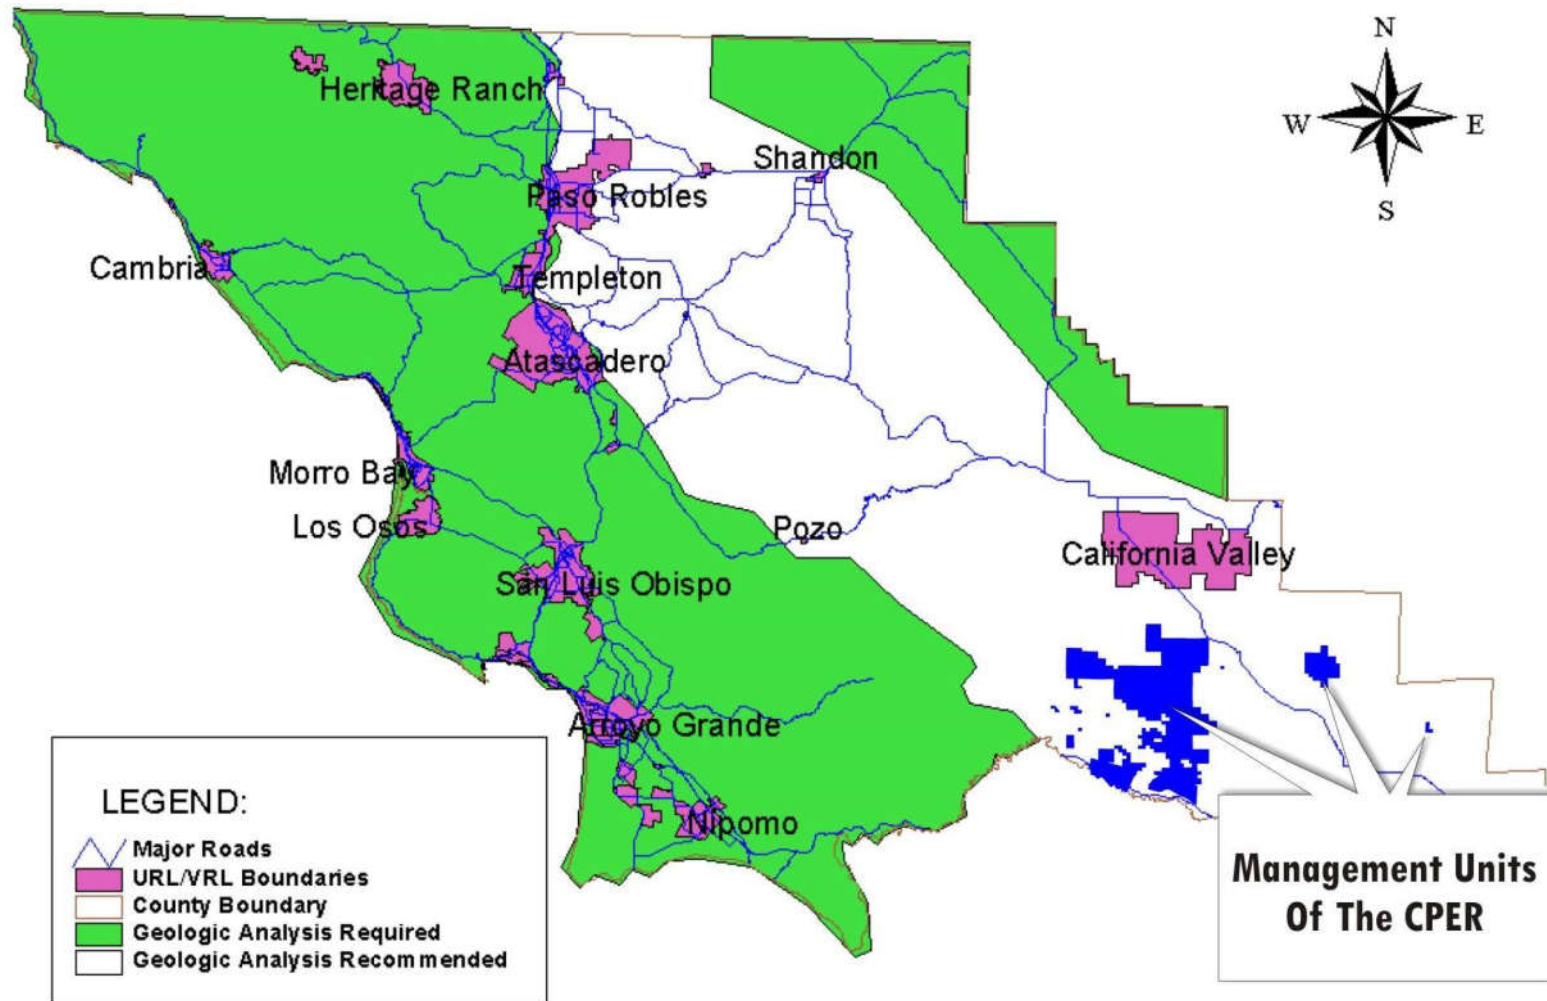 N
W E
S
Heritage Ranch
Shandon
Paso Robles
Cambria
Templeton
Atascadero
Morro Bay
Los Osos
Pozo
California Valley
San Luis Obispo
Arroyo Grande
Nipomo
LEGEND:
Major Roads
URL/VRL Boundaries
County Boundary
Geologic Analysis Required
Geologic Analysis Recommended
Management Units
Of The CPER